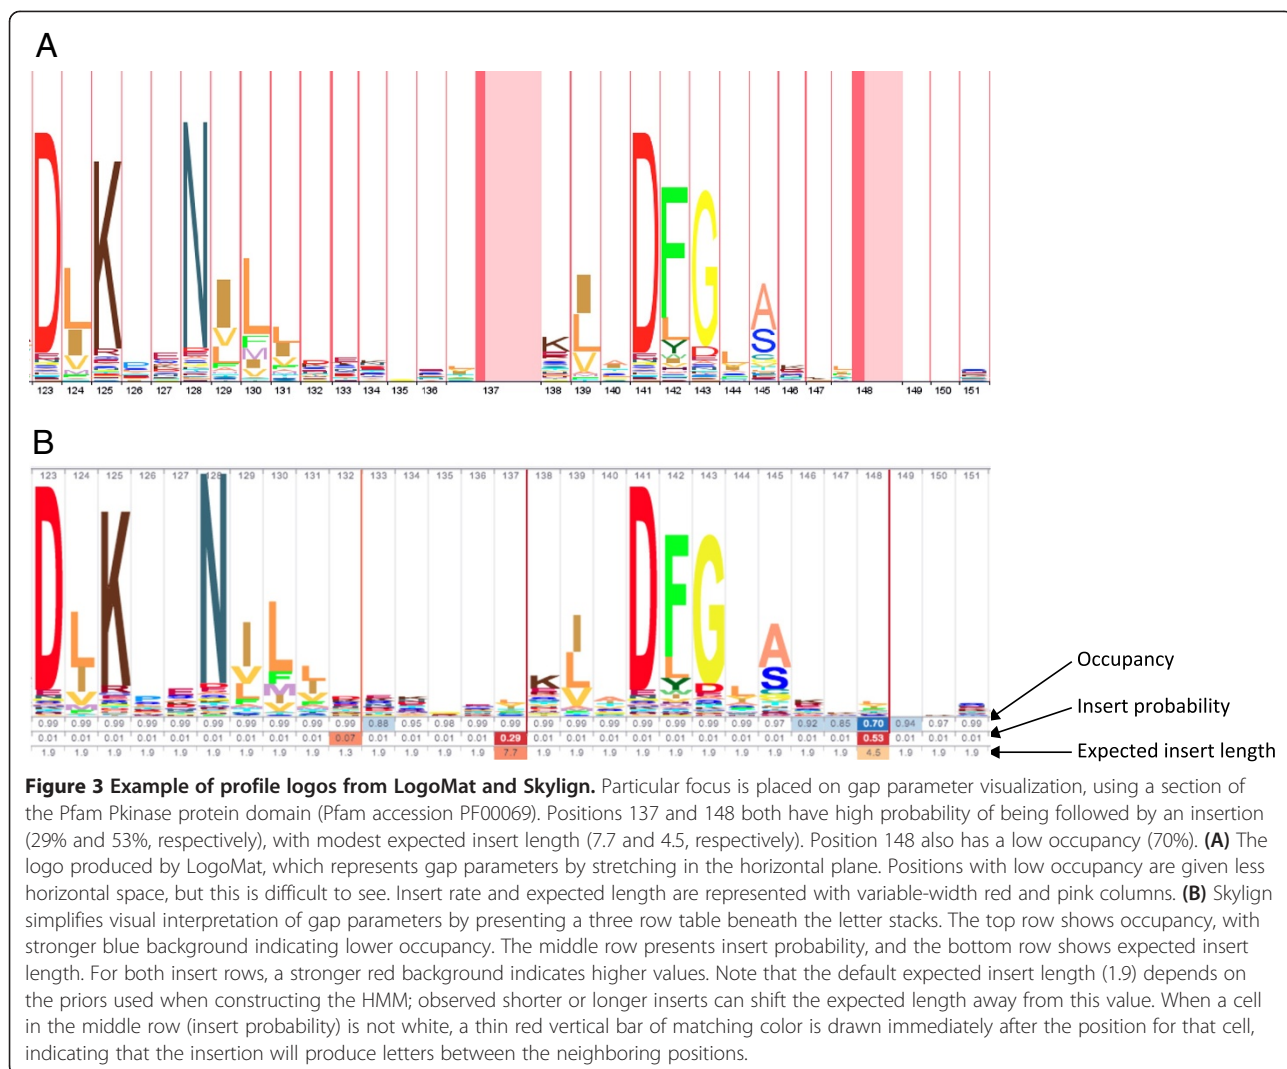 A
D L K N I L I D F G A
123 124 125 126 127 128 129 130 131 132 133 134 135 136 137 138 139 140 141 142 143 144 145 146 147 148 149 150 151
B
123 124 125 126 127 128 129 130 131 132 133 134 135 136 137 138 139 140 141 142 143 144 145 146 147 148 149 150 151
D L K N I L I D F G A
Occupancy
Insert probability
Expected insert length
0.99 0.99 0.99 0.99 0.99 0.99 0.99 0.99 0.99 0.99 0.88 0.95 0.98 0.99 0.99 0.99 0.99 0.99 0.99 0.99 0.99 0.99 0.97 0.92 0.85 0.70 0.94 0.97 0.99
0.01 0.01 0.01 0.01 0.01 0.01 0.01 0.01 0.01 0.07 0.01 0.01 0.01 0.01 0.29 0.01 0.01 0.01 0.01 0.01 0.01 0.01 0.01 0.01 0.01 0.53 0.01 0.01 0.01
1.9 1.9 1.9 1.9 1.9 1.9 1.9 1.9 1.9 1.3 1.9 1.9 1.9 1.9 7.7 1.9 1.9 1.9 1.9 1.9 1.9 1.9 1.9 1.9 1.9 4.5 1.9 1.9 1.9
Figure 3 Example of profile logos from LogoMat and Skylign. Particular focus is placed on gap parameter visualization, using a section of
the Pfam Pkinase protein domain (Pfam accession PF00069). Positions 137 and 148 both have high probability of being followed by an insertion
(29% and 53%, respectively), with modest expected insert length (7.7 and 4.5, respectively). Position 148 also has a low occupancy (70%). (A) The
logo produced by LogoMat, which represents gap parameters by stretching in the horizontal plane. Positions with low occupancy are given less
horizontal space, but this is difficult to see. Insert rate and expected length are represented with variable-width red and pink columns. (B) Skylign
simplifies visual interpretation of gap parameters by presenting a three row table beneath the letter stacks. The top row shows occupancy, with
stronger blue background indicating lower occupancy. The middle row presents insert probability, and the bottom row shows expected insert
length. For both insert rows, a stronger red background indicates higher values. Note that the default expected insert length (1.9) depends on
the priors used when constructing the HMM; observed shorter or longer inserts can shift the expected length away from this value. When a cell
in the middle row (insert probability) is not white, a thin red vertical bar of matching color is drawn immediately after the position for that cell,
indicating that the insertion will produce letters between the neighboring positions.